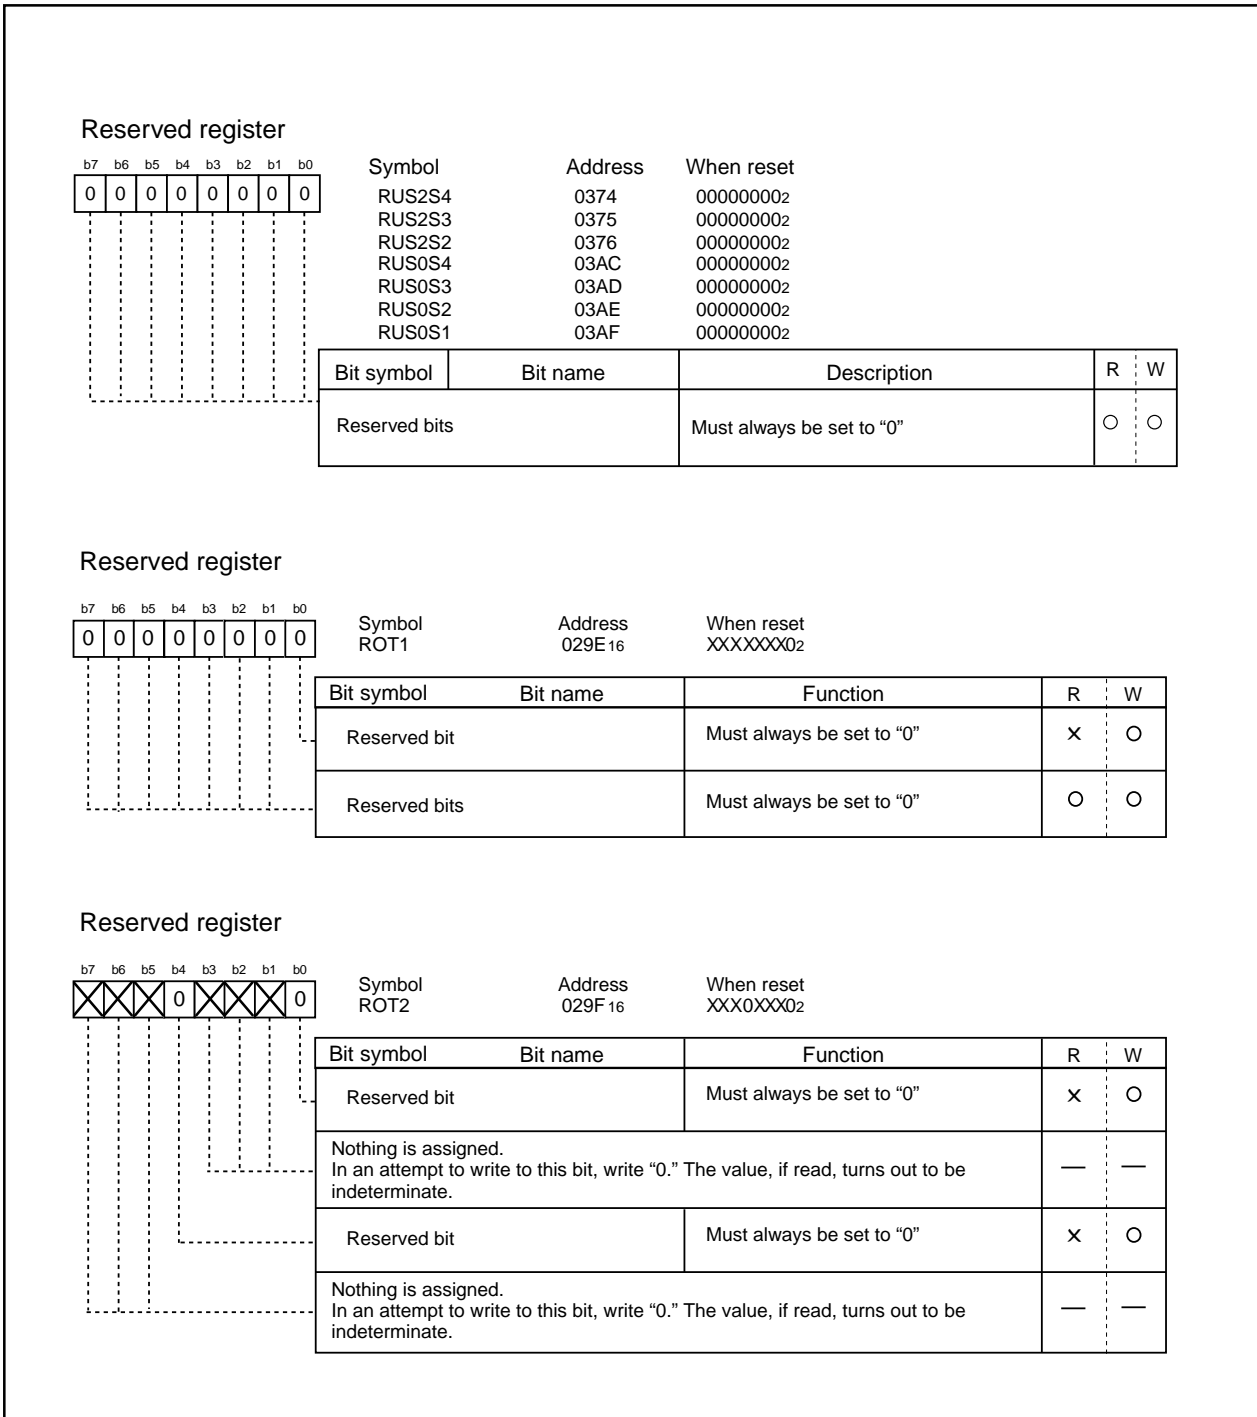 Reserved register
b7 b6 b5 b4 b3 b2 b1 b0
0 0 0 0 0 0 0 0
Symbol Address When reset
RUS2S4 0374 000000002
RUS2S3 0375 000000002
RUS2S2 0376 000000002
RUS0S4 03AC 000000002
RUS0S3 03AD 000000002
RUS0S2 03AE 000000002
RUS0S1 03AF 000000002
Bit symbol Bit name Description R W
Reserved bits Must always be set to “0” ○ ○
Reserved register
b7 b6 b5 b4 b3 b2 b1 b0
0 0 0 0 0 0 0 0
Symbol Address When reset
ROT1 029E16 XXXXXXX02
Bit symbol Bit name Function R W
Reserved bit Must always be set to “0” × ○
Reserved bits Must always be set to “0” ○ ○
Reserved register
b7 b6 b5 b4 b3 b2 b1 b0
X X X 0 X X X 0
Symbol Address When reset
ROT2 029F16 XXX0XXX02
Bit symbol Bit name Function R W
Reserved bit Must always be set to “0” × ○
Nothing is assigned.
In an attempt to write to this bit, write “0.” The value, if read, turns out to be — —
indeterminate.
Reserved bit Must always be set to “0” × ○
Nothing is assigned.
In an attempt to write to this bit, write “0.” The value, if read, turns out to be — —
indeterminate.